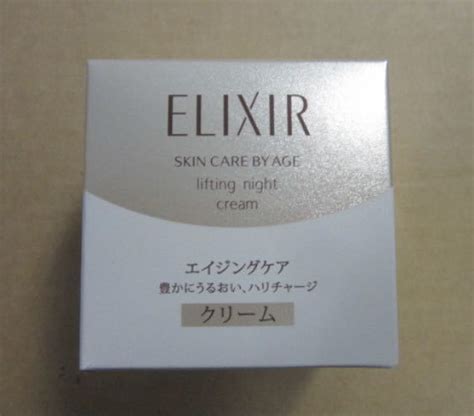 ELIXIR
SKIN CARE BY AGE
lifting night
cream
エイジングケア
豊かにうるおい、ハリチャージ
クリーム